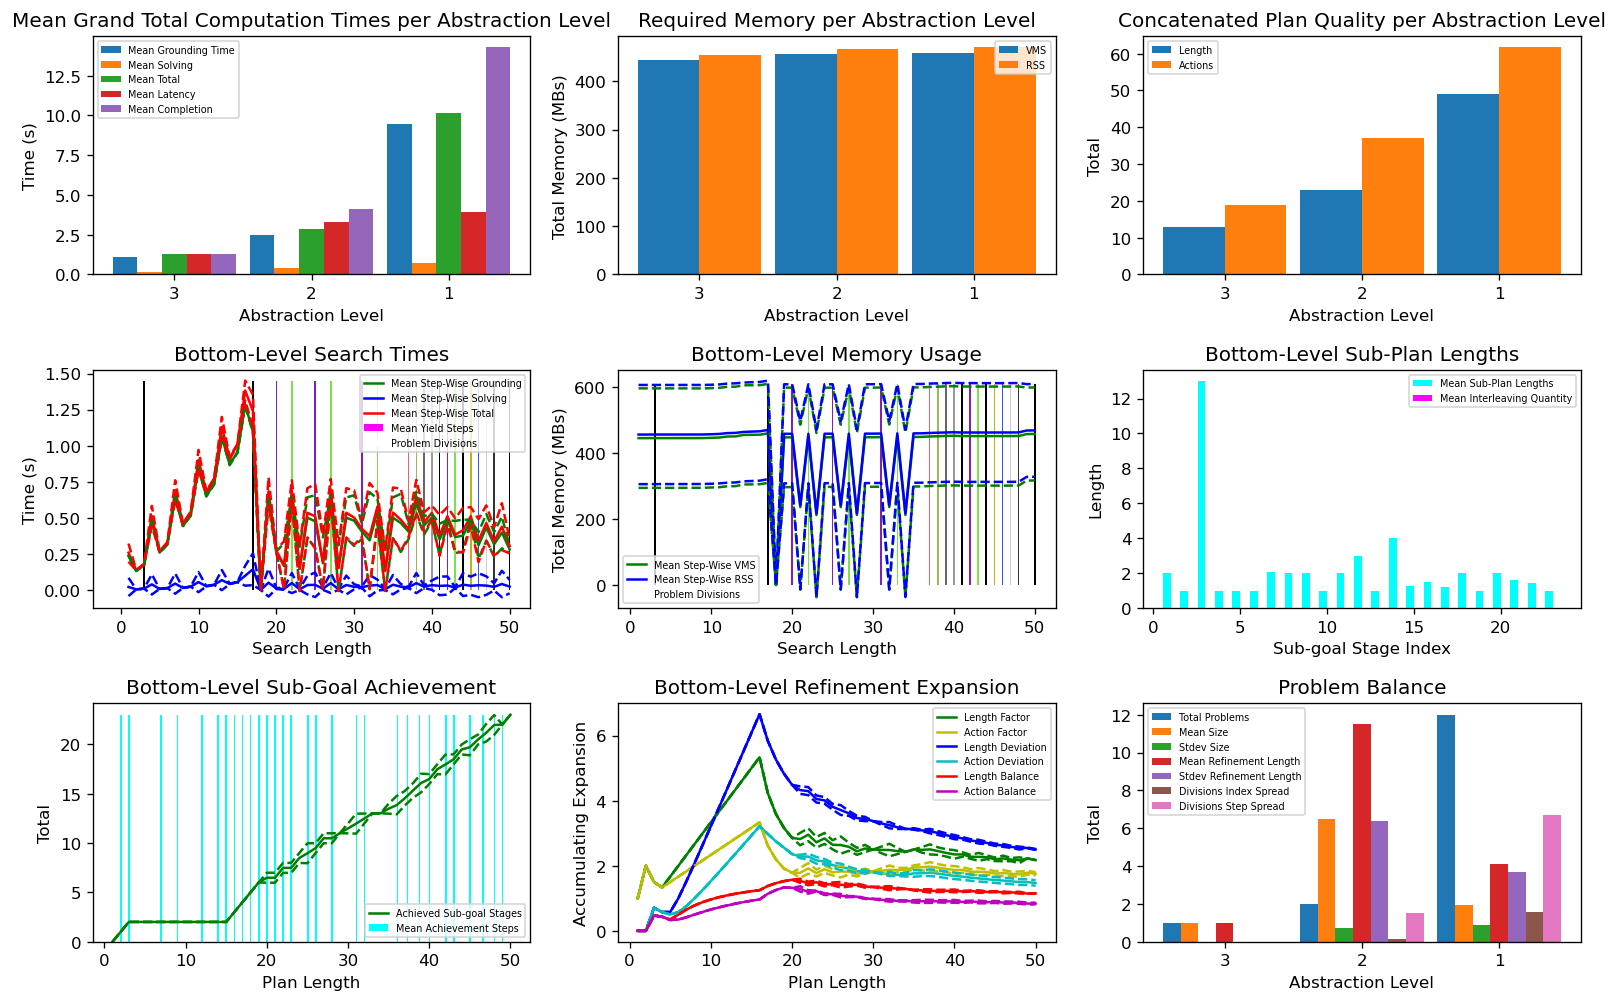 Mean Grand Total Computation Times per Abstraction Level
Time (s)
12.5
10.0
7.5
5.0
2.5
0.0
Mean Grounding Time
Mean Solving
Mean Total
Mean Latency
Mean Completion
3 2 1
Abstraction Level
Required Memory per Abstraction Level
Total Memory (MBs)
400
300
200
100
0
VMS
RSS
3 2 1
Abstraction Level
Concatenated Plan Quality per Abstraction Level
Total
60
50
40
30
20
10
0
Length
Actions
3 2 1
Abstraction Level
Bottom-Level Search Times
Time (s)
1.50
1.25
1.00
0.75
0.50
0.25
0.00
Mean Step-Wise Grounding
Mean Step-Wise Solving
Mean Step-Wise Total
Mean Yield Steps
Problem Divisions
0 10 20 30 40 50
Search Length
Bottom-Level Memory Usage
Total Memory (MBs)
600
400
200
0
Mean Step-Wise VMS
Mean Step-Wise RSS
Problem Divisions
0 10 20 30 40 50
Search Length
Bottom-Level Sub-Plan Lengths
Length
12
10
8
6
4
2
0
Mean Sub-Plan Lengths
Mean Interleaving Quantity
0 5 10 15 20
Sub-goal Stage Index
Bottom-Level Sub-Goal Achievement
Total
20
15
10
5
0
Achieved Sub-goal Stages
Mean Achievement Steps
0 10 20 30 40 50
Plan Length
Bottom-Level Refinement Expansion
Accumulating Expansion
6
4
2
0
Length Factor
Action Factor
Length Deviation
Action Deviation
Length Balance
Action Balance
0 10 20 30 40 50
Plan Length
Problem Balance
Total
12
10
8
6
4
2
0
Total Problems
Mean Size
Stdev Size
Mean Refinement Length
Stdev Refinement Length
Divisions Index Spread
Divisions Step Spread
3 2 1
Abstraction Level